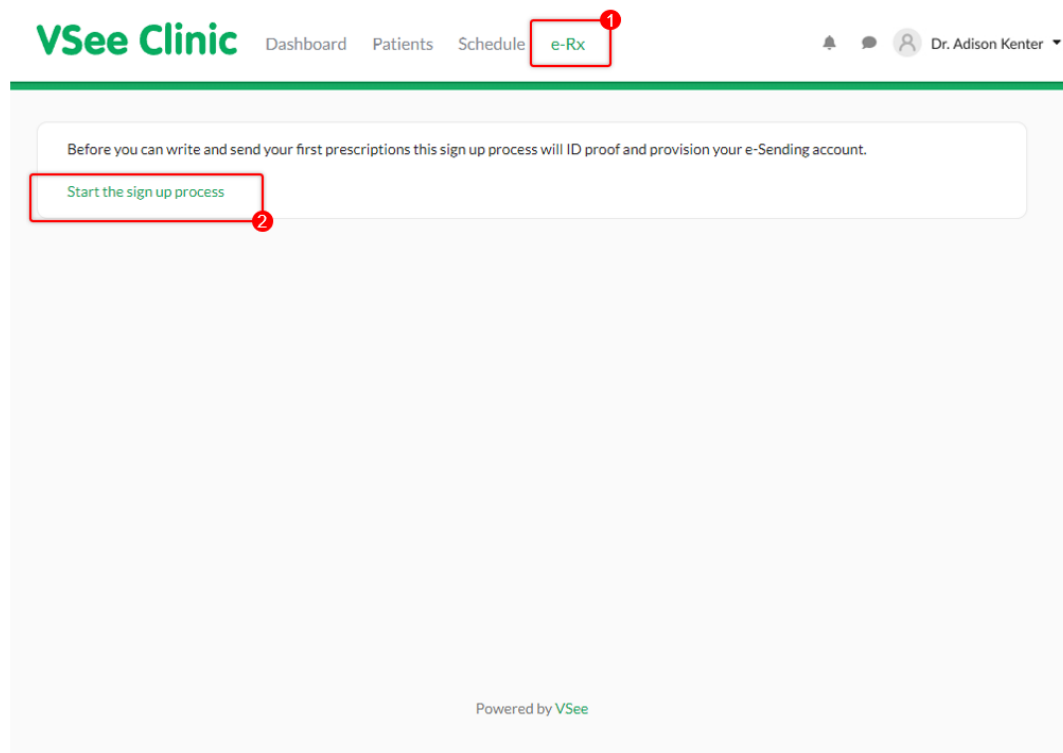 VSee Clinic Dashboard Patients Schedule e-Rx 1 Dr. Adison Kenter
Before you can write and send your first prescriptions this sign up process will ID proof and provision your e-Sending account.
Start the sign up process
2
Powered by VSee